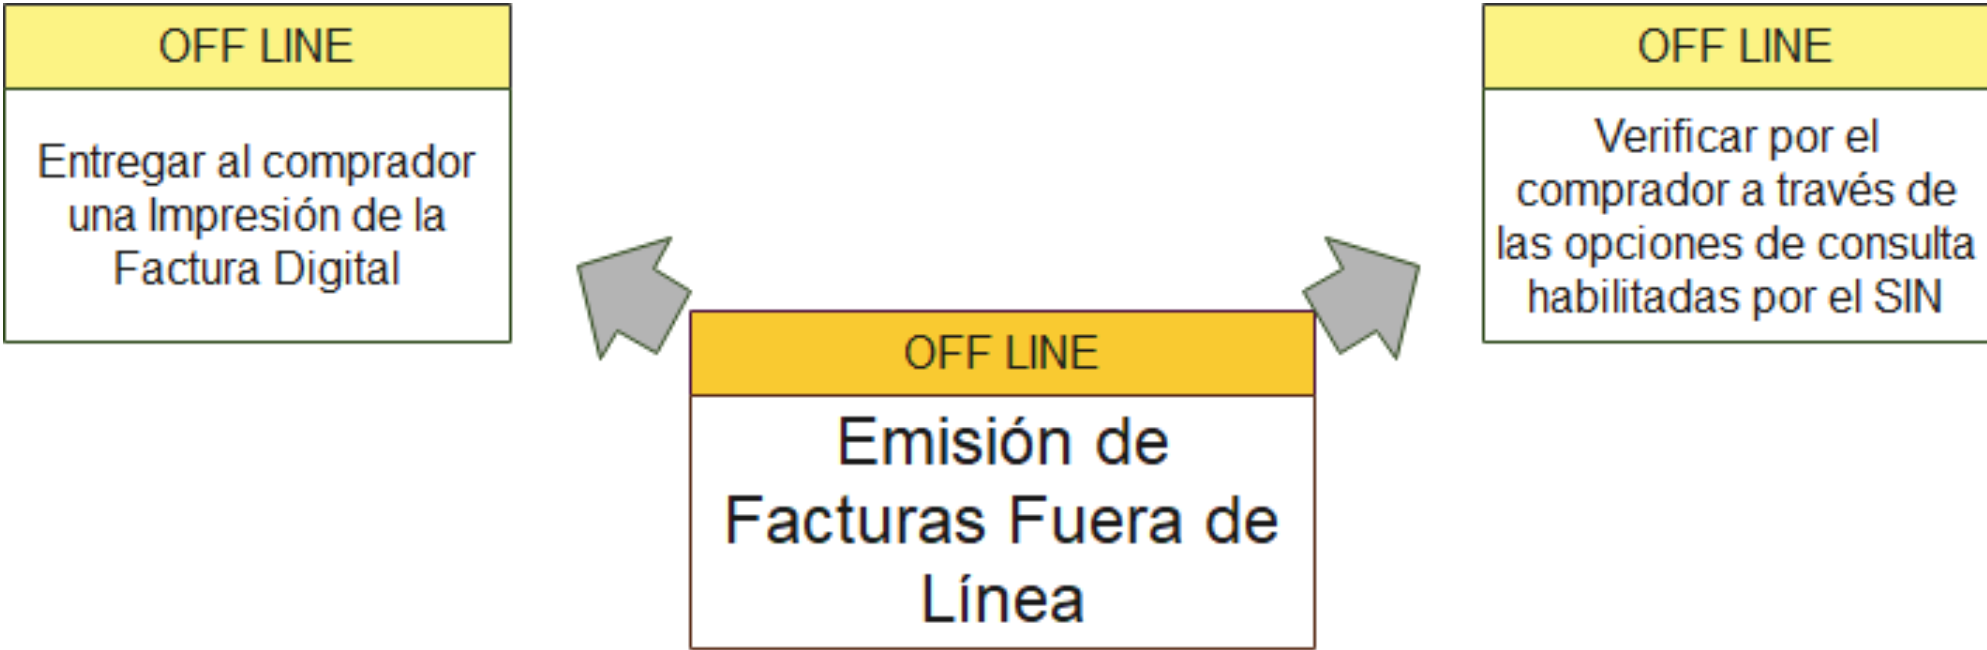 OFF LINE
Entregar al comprador
una Impresión de la
Factura Digital
OFF LINE
Verificar por el
comprador a través de
las opciones de consulta
habilitadas por el SIN
OFF LINE
Emisión de
Facturas Fuera de
Línea